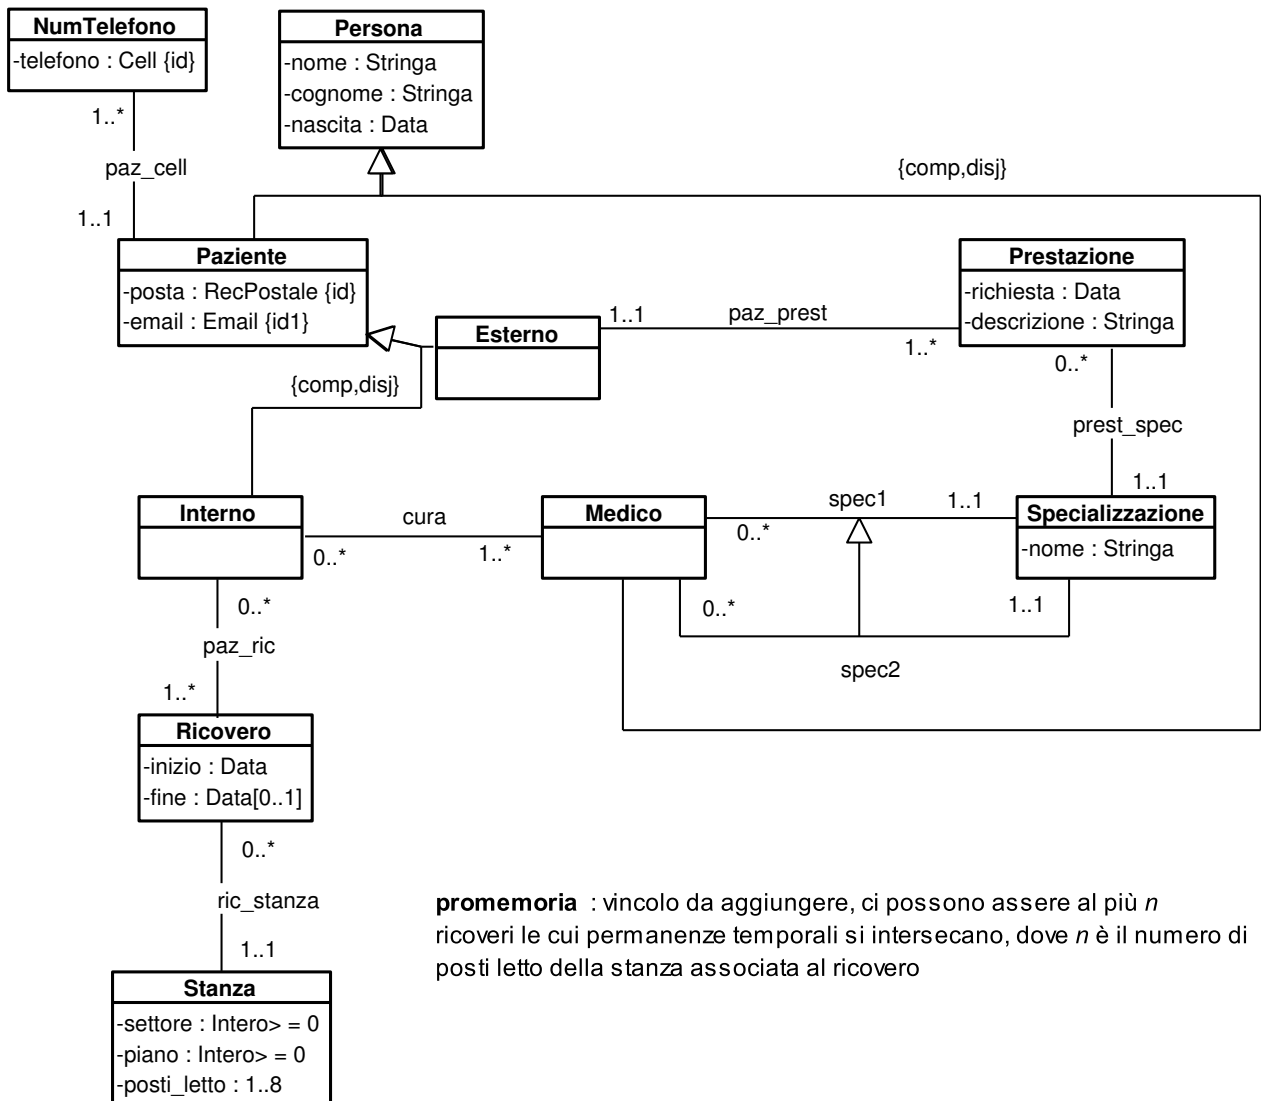 NumTelefono
-telefono : Cell {id}
Persona
-nome : Stringa
-cognome : Stringa
-nascita : Data
1..*
paz_cell
1..1
{comp,disj}
Paziente
-posta : RecPostale {id}
-email : Email {id1}
Esterno
1..1
paz_prest
1..*
Prestazione
-richiesta : Data
-descrizione : Stringa
0..*
{comp,disj}
prest_spec
1..1
Interno
cura
0..*
1..*
Medico
spec1
0..*
1..1
Specializzazione
-nome : Stringa
0..*
1..1
spec2
0..*
paz_ric
1..*
Ricovero
-inizio : Data
-fine : Data[0..1]
0..*
ric_stanza
1..1
promemoria : vincolo da aggiungere, ci possono assere al più n
ricoveri le cui permanenze temporali si intersecano, dove n è il numero di
posti letto della stanza associata al ricovero
Stanza
-settore : Intero> = 0
-piano : Intero> = 0
-posti_letto : 1..8